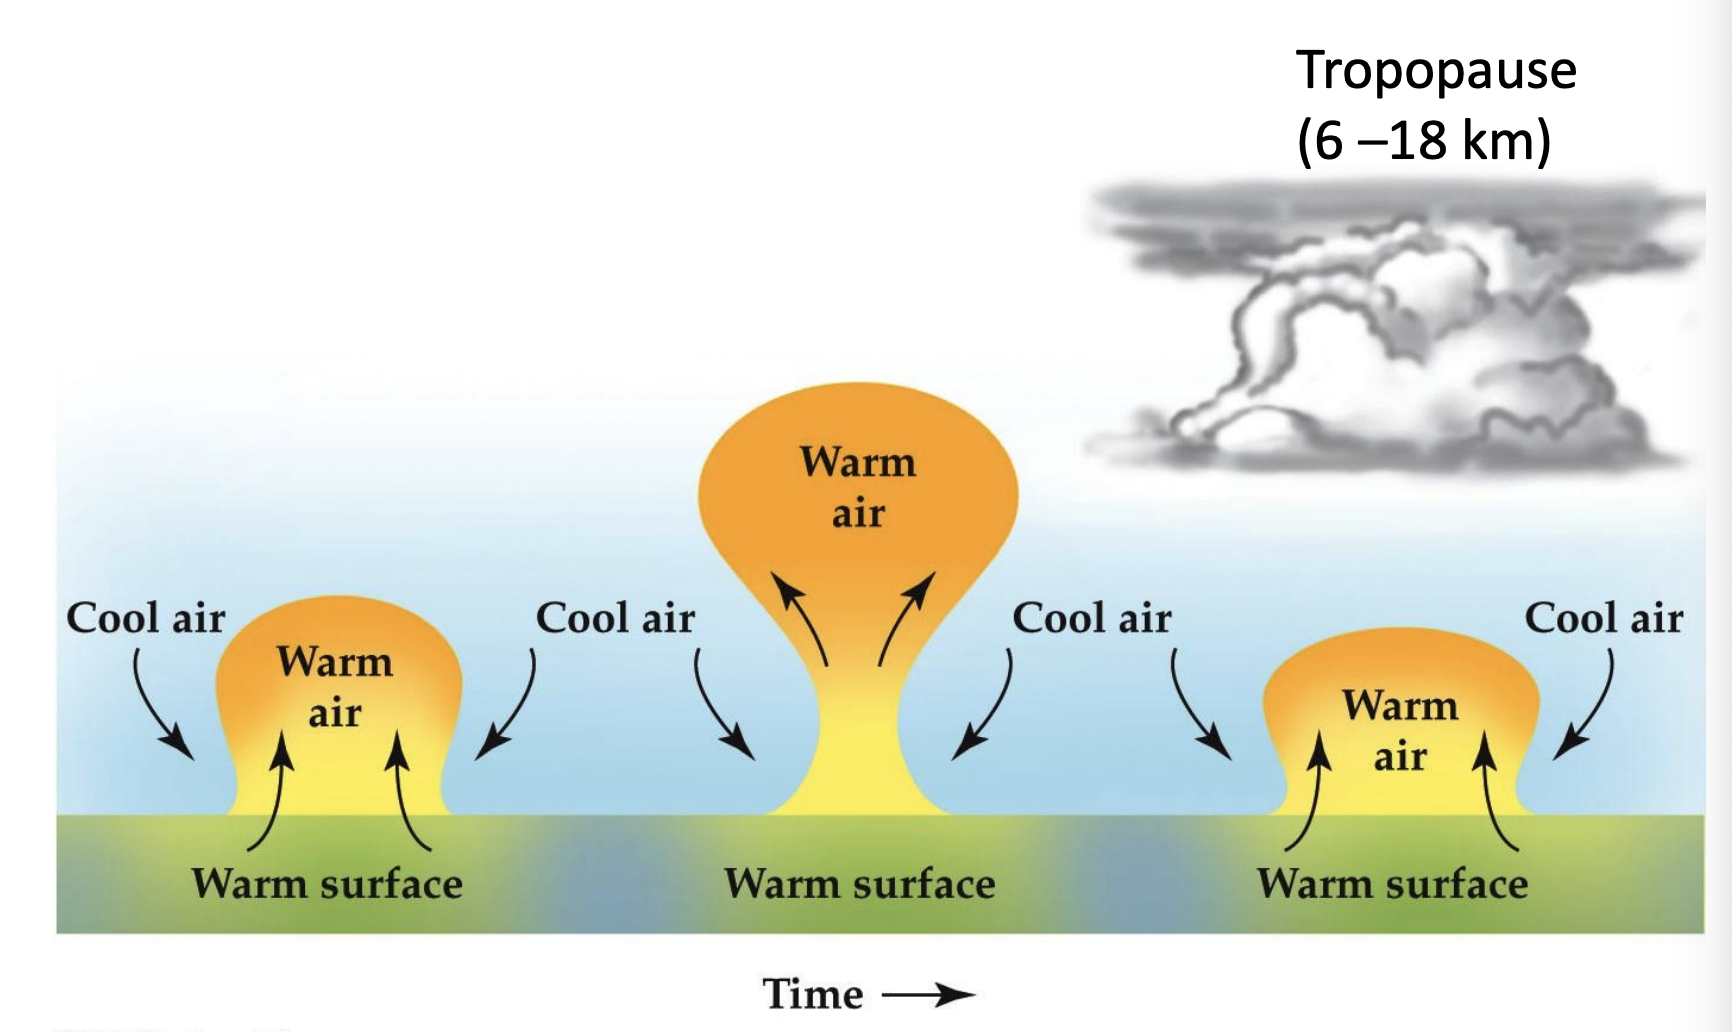 Tropopause
(6 –18 km)
Warm
air
Cool air
Warm
air
Cool air
Cool air
Warm
air
Cool air
Warm surface
Warm surface
Warm surface
Time